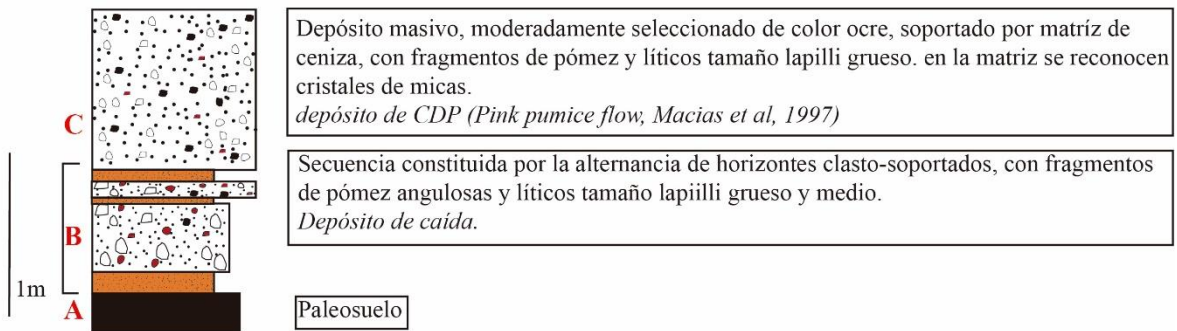 Depósito masivo, moderadamente seleccionado de color ocre, soportado por matríz de
ceniza, con fragmentos de pómez y líticos tamaño lapilli grueso. en la matriz se reconocen
cristales de micas.
depósito de CDP (Pink pumice flow, Macias et al, 1997)
C
Secuencia constituida por la alternancia de horizontes clasto-soportados, con fragmentos
de pómez angulosas y líticos tamaño lapiilli grueso y medio.
Depósito de caída.
B
1m
A
Paleosuelo